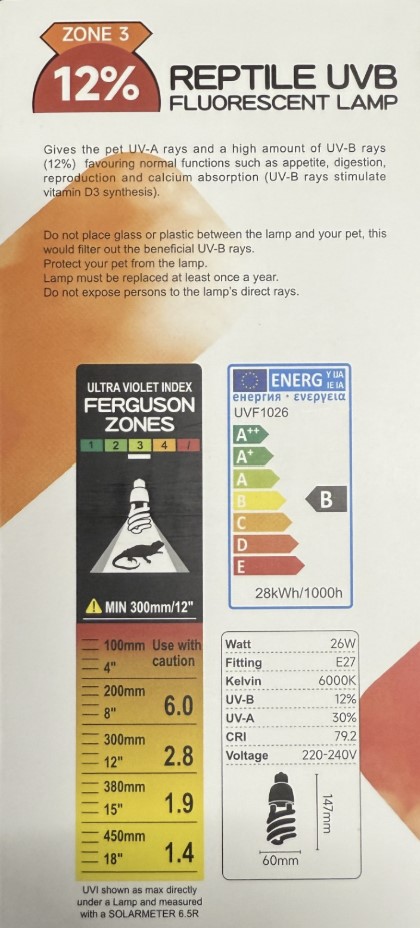 ZONE 3
12%
REPTILE UVB
FLUORESCENT LAMP
Gives the pet UV-A rays and a high amount of UV-B rays
(12%) favouring normal functions such as appetite, digestion,
reproduction and calcium absorption (UV-B rays stimulate
vitamin D3 synthesis).
Do not place glass or plastic between the lamp and your pet, this
would filter out the beneficial UV-B rays.
Protect your pet from the lamp.
Lamp must be replaced at least once a year.
Do not expose persons to the lamp's direct rays.
ULTRA VIOLET INDEX
FERGUSON
ZONES
1 2 3 4 /
MIN 300mm/12"
100mm Use with
4" caution
200mm
8" 6.0
300mm
12" 2.8
380mm
15" 1.9
450mm
18" 1.4
UVI shown as max directly
under a Lamp and measured
with a SOLARMETER 6.5R
ENERG Y UA
IE IA
енергия · ενεργεια
UVF1026
A++
A+
A
B B
C
D
E
28kWh/1000h
Watt 26W
Fitting E27
Kelvin 6000K
UV-B 12%
UV-A 30%
CRI 79.2
Voltage 220-240V
147mm
60mm